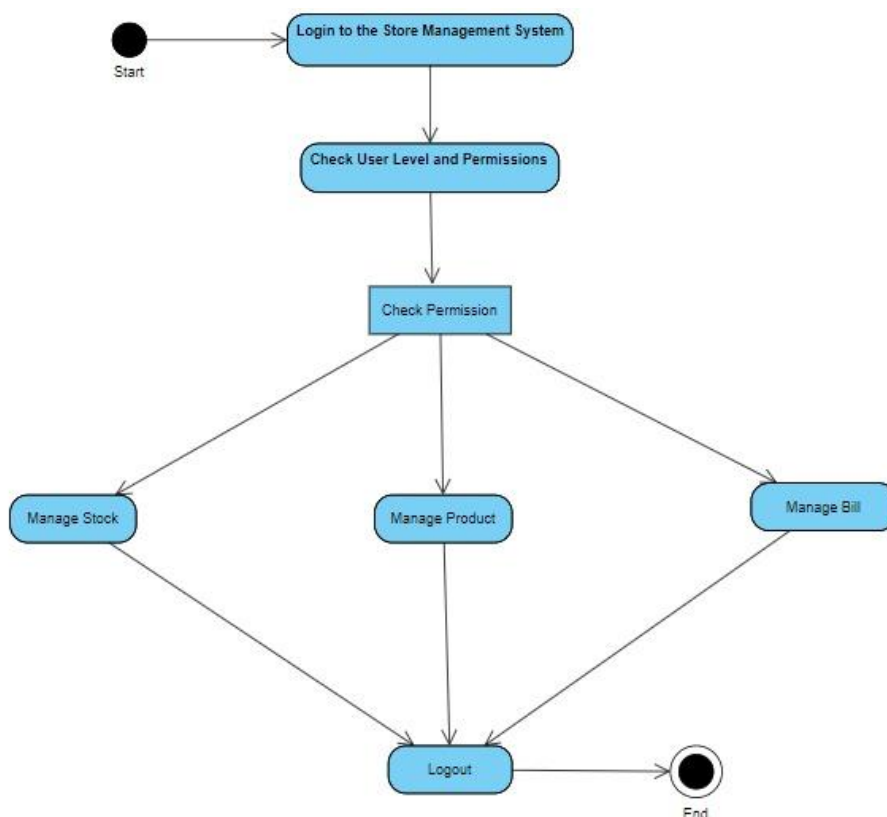 Login to the Store Management System
Start
Check User Level and Permissions
Check Permission
Manage Stock
Manage Product
Manage Bill
Logout
End